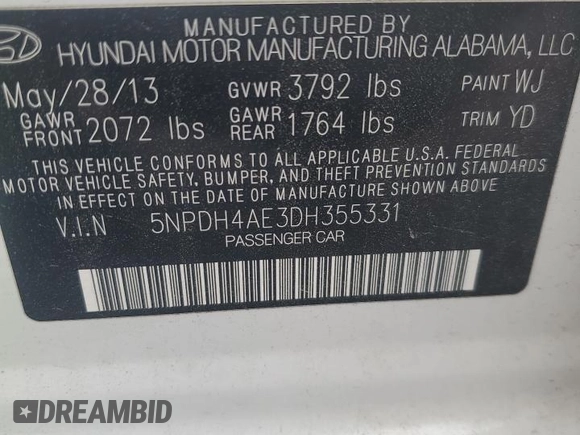 MANUFACTURED BY
HYUNDAI MOTOR MANUFACTURING ALABAMA, LLC
May/28/13 GVWR 3792 lbs PAINT WJ
GAWR FRONT 2072 lbs GAWR REAR 1764 lbs TRIM YD
THIS VEHICLE CONFORMS TO ALL APPLICABLE U.S.A. FEDERAL
MOTOR VEHICLE SAFETY, BUMPER, AND THEFT PREVENTION STANDARDS
IN EFFECT ON THE DATE OF MANUFACTURE SHOWN ABOVE
V.I.N 5NPDH4AE3DH355331
PASSENGER CAR
DREAMBID